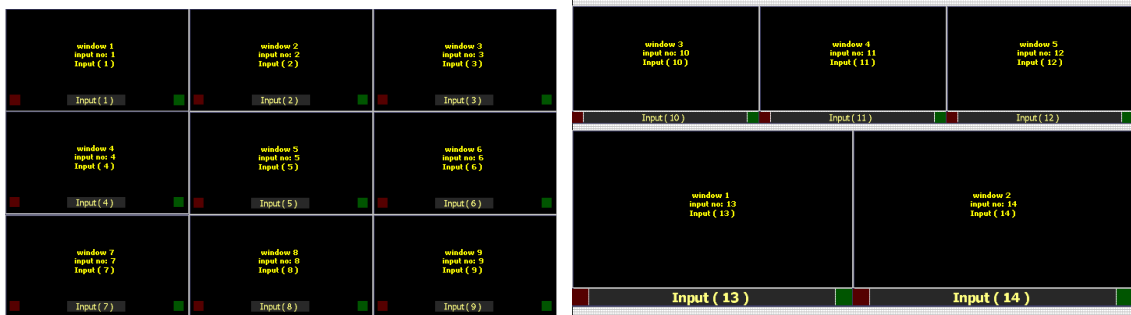 window 1
input no: 1
Input ( 1 )
Input ( 1 )
window 2
input no: 2
Input ( 2 )
Input ( 2 )
window 3
input no: 3
Input ( 3 )
Input ( 3 )
window 4
input no: 4
Input ( 4 )
Input ( 4 )
window 5
input no: 5
Input ( 5 )
Input ( 5 )
window 6
input no: 6
Input ( 6 )
Input ( 6 )
window 7
input no: 7
Input ( 7 )
Input ( 7 )
window 8
input no: 8
Input ( 8 )
Input ( 8 )
window 9
input no: 9
Input ( 9 )
Input ( 9 )
window 3
input no: 10
Input ( 10 )
Input ( 10 )
window 4
input no: 11
Input ( 11 )
Input ( 11 )
window 5
input no: 12
Input ( 12 )
Input ( 12 )
window 1
input no: 13
Input ( 13 )
Input ( 13 )
window 2
input no: 14
Input ( 14 )
Input ( 14 )